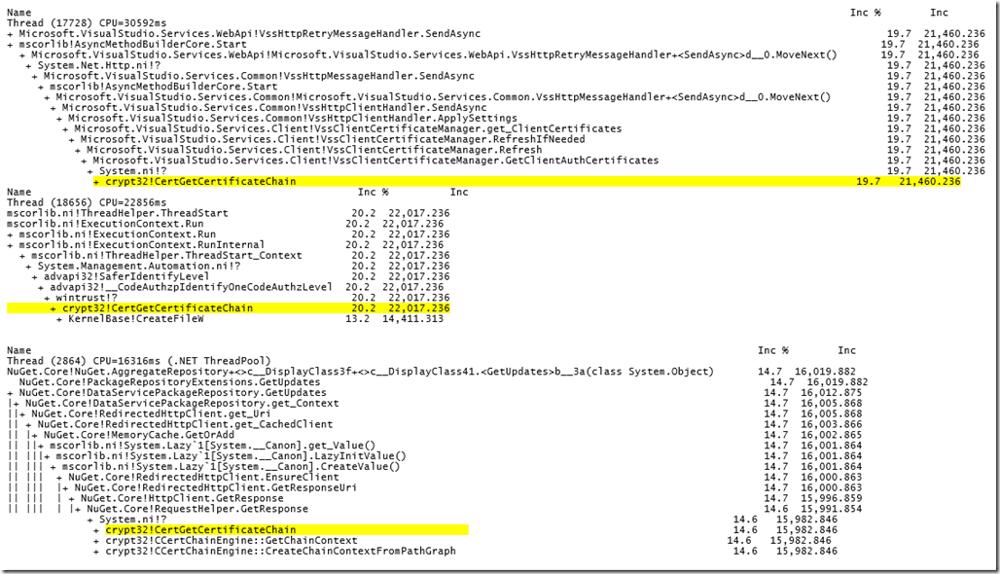 Name Inc % Inc
Thread (17728) CPU=30592ms
+ Microsoft.VisualStudio.Services.WebApi!VssHttpRetryMessageHandler.SendAsync 19.7 21,460.236
+ mscorlib!AsyncMethodBuilderCore.Start 19.7 21,460.236
+ Microsoft.VisualStudio.Services.WebApi!Microsoft.VisualStudio.Services.WebApi.VssHttpRetryMessageHandler+<SendAsync>d__0.MoveNext() 19.7 21,460.236
+ System.Net.Http.ni!? 19.7 21,460.236
+ Microsoft.VisualStudio.Services.Common!VssHttpMessageHandler.SendAsync 19.7 21,460.236
+ mscorlib!AsyncMethodBuilderCore.Start 19.7 21,460.236
+ Microsoft.VisualStudio.Services.Common!Microsoft.VisualStudio.Services.Common.VssHttpMessageHandler+<SendAsync>d__0.MoveNext() 19.7 21,460.236
+ Microsoft.VisualStudio.Services.Common!VssHttpClientHandler.SendAsync 19.7 21,460.236
+ Microsoft.VisualStudio.Services.Common!VssHttpClientHandler.ApplySettings 19.7 21,460.236
+ Microsoft.VisualStudio.Services.Client!VssClientCertificateManager.get_ClientCertificates 19.7 21,460.236
+ Microsoft.VisualStudio.Services.Client!VssClientCertificateManager.RefreshIfNeeded 19.7 21,460.236
+ Microsoft.VisualStudio.Services.Client!VssClientCertificateManager.Refresh 19.7 21,460.236
+ Microsoft.VisualStudio.Services.Client!VssClientCertificateManager.GetClientAuthCertificates 19.7 21,460.236
+ System.ni!? 19.7 21,460.236
+ crypt32!CertGetCertificateChain 19.7 21,460.236
Name Inc % Inc
Thread (18656) CPU=22856ms
mscorlib.ni!ThreadHelper.ThreadStart 20.2 22,017.236
mscorlib.ni!ExecutionContext.Run 20.2 22,017.236
+ mscorlib.ni!ExecutionContext.Run 20.2 22,017.236
+ mscorlib.ni!ExecutionContext.RunInternal 20.2 22,017.236
+ mscorlib.ni!ThreadHelper.ThreadStart_Context 20.2 22,017.236
+ System.Management.Automation.ni!? 20.2 22,017.236
+ advapi32!SaferIdentifyLevel 20.2 22,017.236
+ advapi32!__CodeAuthzpIdentifyOneCodeAuthzLevel 20.2 22,017.236
+ wintrust!? 20.2 22,017.236
+ crypt32!CertGetCertificateChain 20.2 22,017.236
+ KernelBase!CreateFileW 13.2 14,411.313
Name Inc % Inc
Thread (2864) CPU=16316ms (.NET ThreadPool)
NuGet.Core!NuGet.AggregateRepository+<>c__DisplayClass3f+<>c__DisplayClass41.<GetUpdates>b__3a(class System.Object) 14.7 16,019.882
NuGet.Core!PackageRepositoryExtensions.GetUpdates 14.7 16,019.882
+ NuGet.Core!DataServicePackageRepository.GetUpdates 14.7 16,012.875
|+ NuGet.Core!DataServicePackageRepository.get_Context 14.7 16,005.868
||+ NuGet.Core!RedirectedHttpClient.get_Uri 14.7 16,005.868
|| + NuGet.Core!RedirectedHttpClient.get_CachedClient 14.7 16,003.866
|| |+ NuGet.Core!MemoryCache.GetOrAdd 14.7 16,002.865
|| ||+ mscorlib.ni!System.Lazy`1[System.__Canon].get_Value() 14.7 16,001.864
|| |||+ mscorlib.ni!System.Lazy`1[System.__Canon].LazyInitValue() 14.7 16,001.864
|| ||| + mscorlib.ni!System.Lazy`1[System.__Canon].CreateValue() 14.7 16,001.864
|| ||| + NuGet.Core!RedirectedHttpClient.EnsureClient 14.7 16,000.863
|| ||| |+ NuGet.Core!RedirectedHttpClient.GetResponseUri 14.7 16,000.863
|| ||| | + NuGet.Core!HttpClient.GetResponse 14.7 15,996.859
|| ||| | |+ NuGet.Core!RequestHelper.GetResponse 14.6 15,991.854
+ System.ni!? 14.6 15,982.846
+ crypt32!CertGetCertificateChain 14.6 15,982.846
+ crypt32!CCertChainEngine::GetChainContext 14.6 15,982.846
+ crypt32!CCertChainEngine::CreateChainContextFromPathGraph 14.6 15,982.846